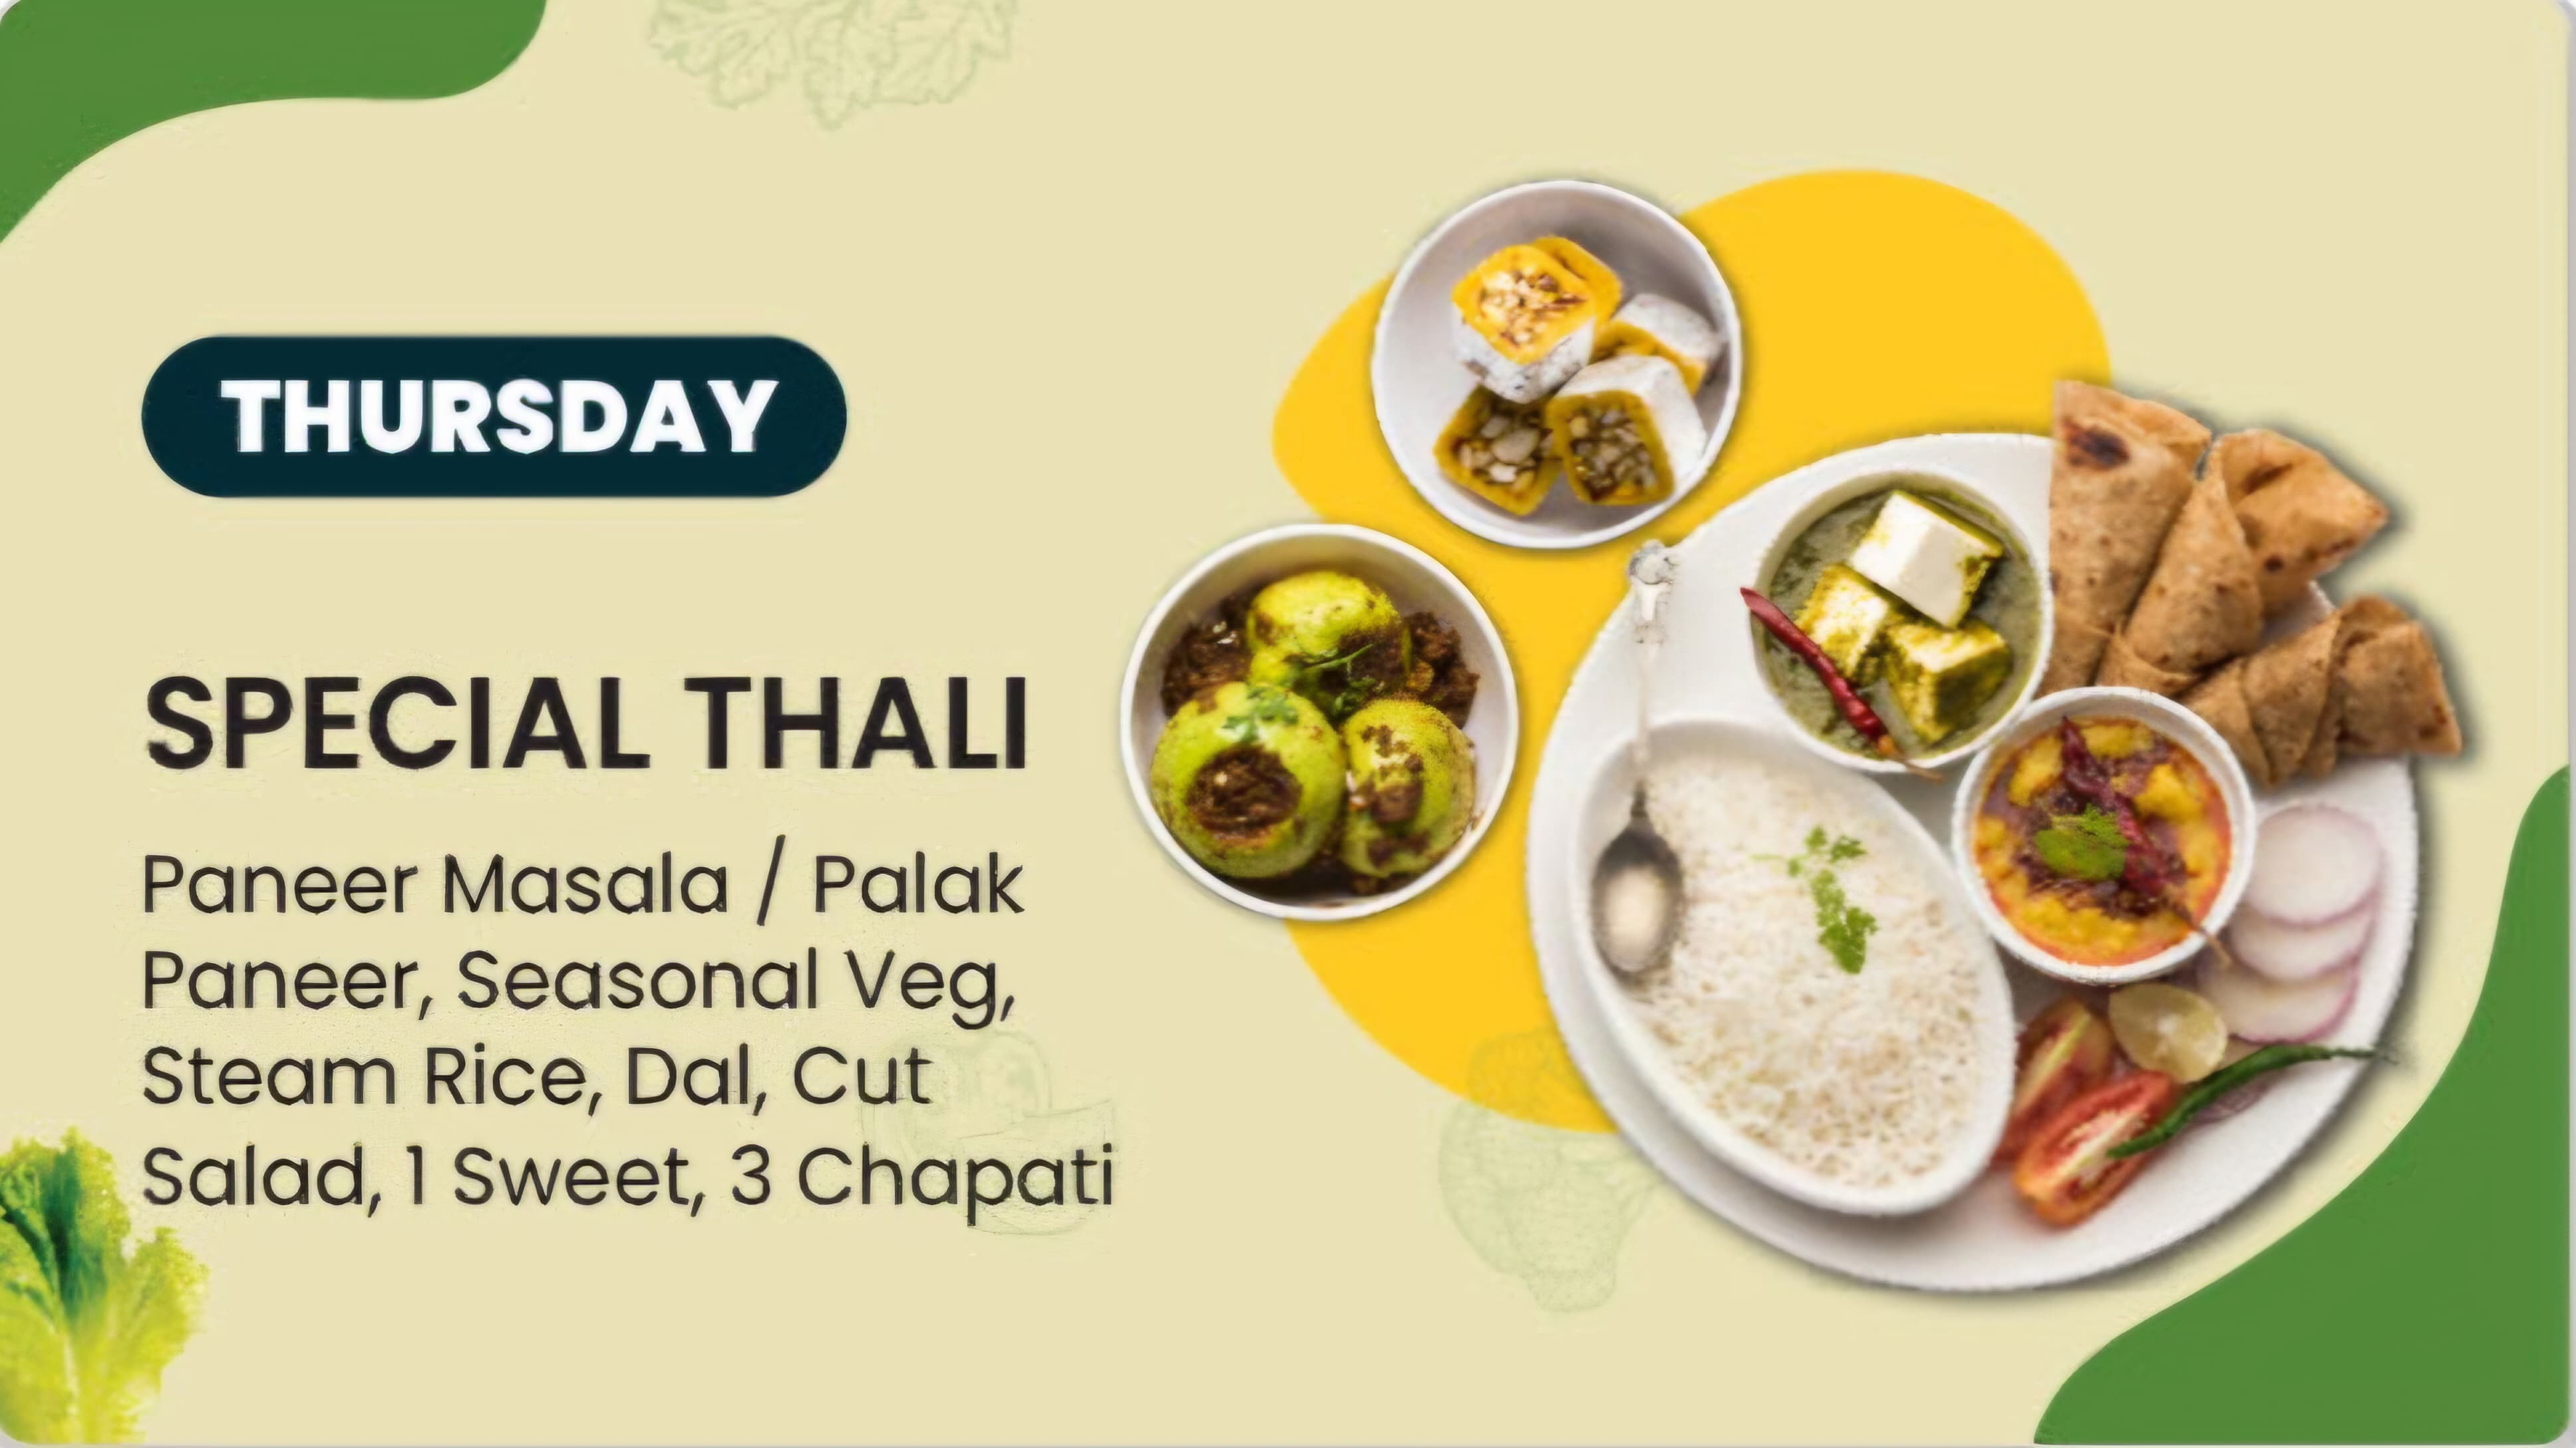 THURSDAY
SPECIAL THALI
Paneer Masala / Palak
Paneer, Seasonal Veg,
Steam Rice, Dal, Cut
Salad, 1 Sweet, 3 Chapati